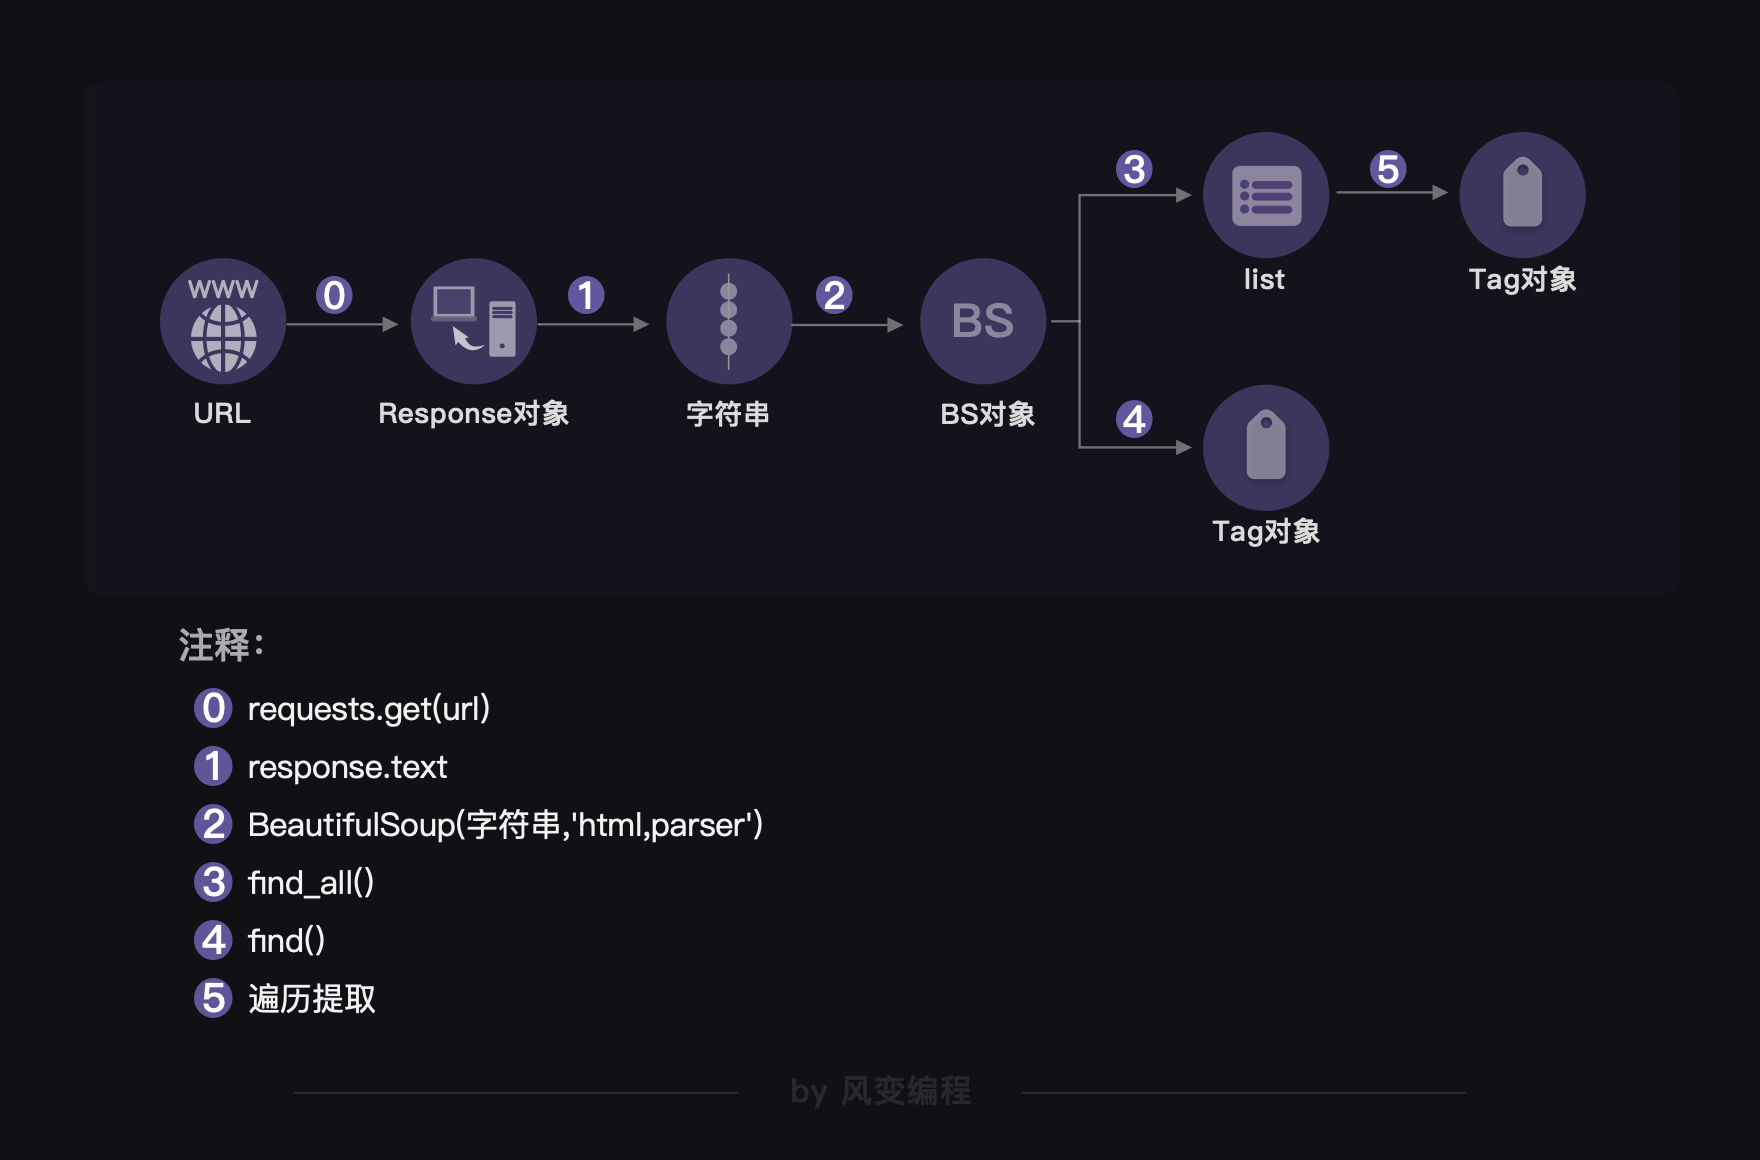 3
5
list
Tag对象
WWW
0
1
2
BS
URL
Response对象
字符串
BS对象
4
Tag对象
注释：
0 requests.get(url)
1 response.text
2 BeautifulSoup(字符串,'html,parser')
3 find_all()
4 find()
5 遍历提取
by 风变编程